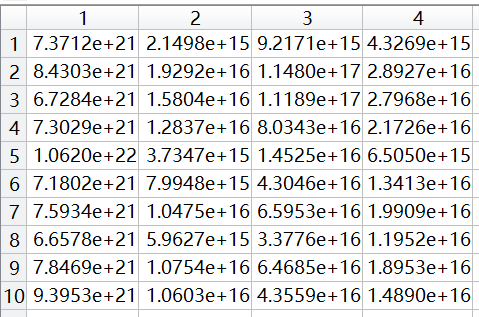 1 2 3 4
1 7.3712e+21 2.1498e+15 9.2171e+15 4.3269e+15
2 8.4303e+21 1.9292e+16 1.1480e+17 2.8927e+16
3 6.7284e+21 1.5804e+16 1.1189e+17 2.7968e+16
4 7.3029e+21 1.2837e+16 8.0343e+16 2.1726e+16
5 1.0620e+22 3.7347e+15 1.4525e+16 6.5050e+15
6 7.1802e+21 7.9948e+15 4.3046e+16 1.3413e+16
7 7.5934e+21 1.0475e+16 6.5953e+16 1.9909e+16
8 6.6578e+21 5.9627e+15 3.3776e+16 1.1952e+16
9 7.8469e+21 1.0754e+16 6.4685e+16 1.8953e+16
10 9.3953e+21 1.0603e+16 4.3559e+16 1.4890e+16